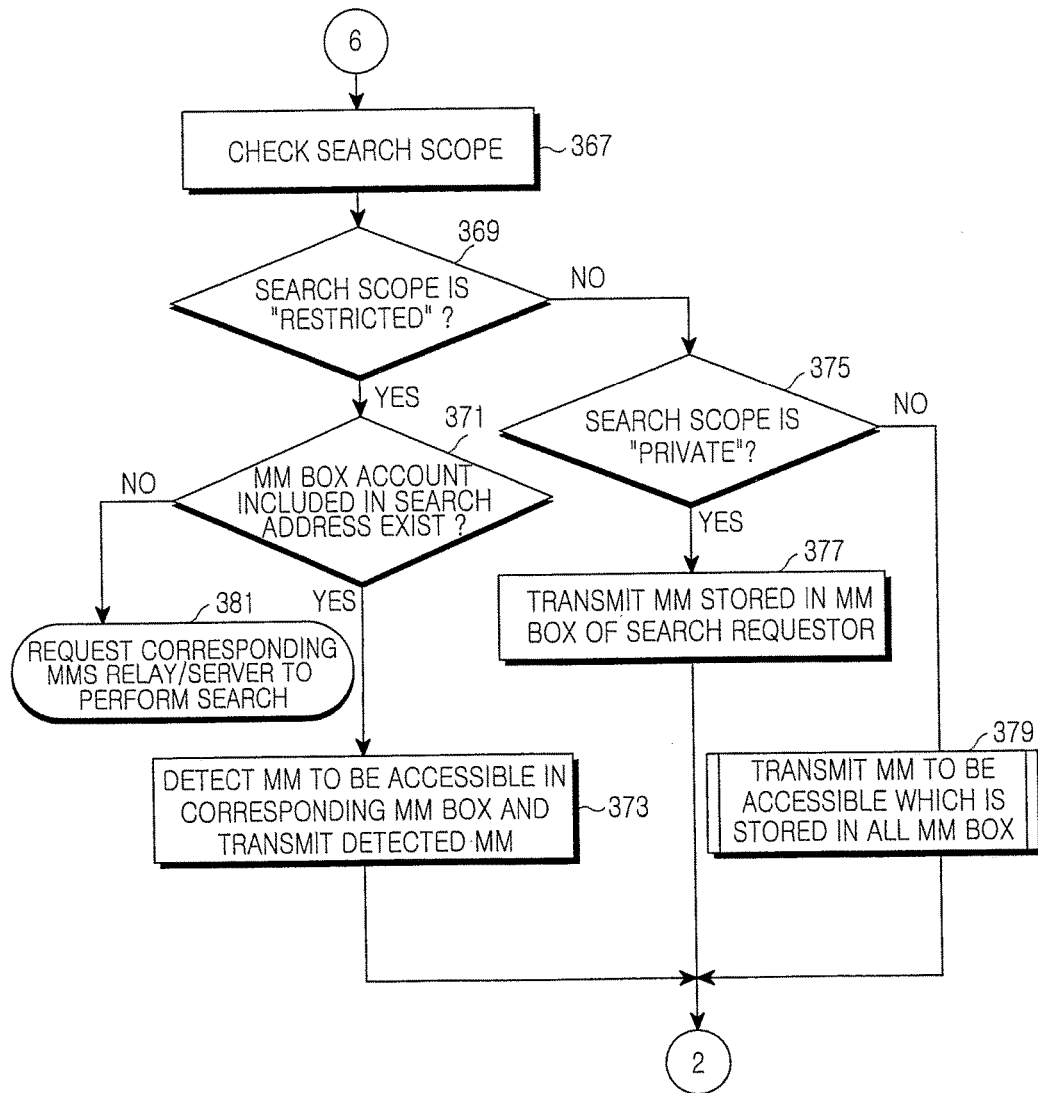 6
CHECK SEARCH SCOPE
367
369
SEARCH SCOPE IS
"RESTRICTED" ?
NO
YES
375
SEARCH SCOPE IS
"PRIVATE"?
NO
YES
371
MM BOX ACCOUNT
INCLUDED IN SEARCH
ADDRESS EXIST ?
NO
YES
377
TRANSMIT MM STORED IN MM
BOX OF SEARCH REQUESTOR
381
REQUEST CORRESPONDING
MMS RELAY/SERVER TO
PERFORM SEARCH
379
TRANSMIT MM TO BE
ACCESSIBLE WHICH IS
STORED IN ALL MM BOX
DETECT MM TO BE ACCESSIBLE IN
CORRESPONDING MM BOX AND
TRANSMIT DETECTED MM
373
2